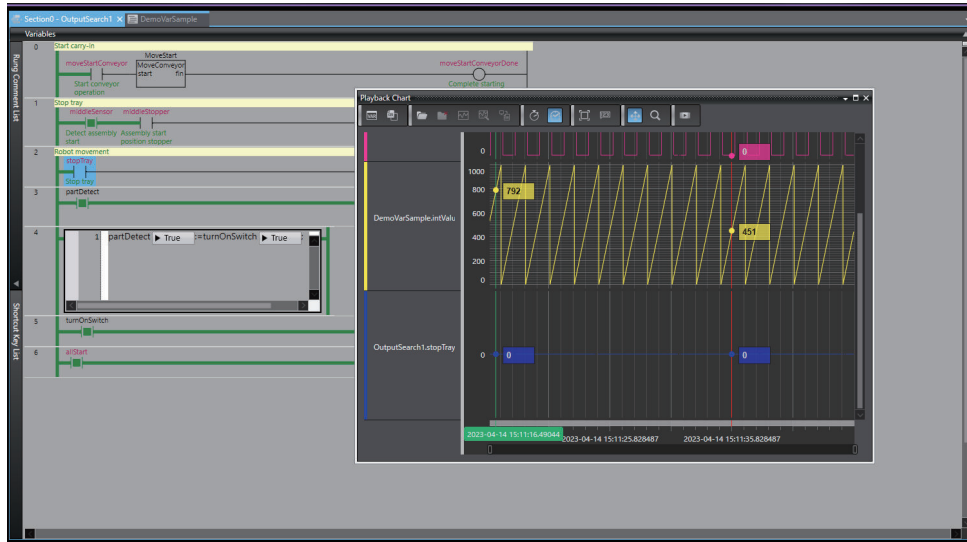 Section0 - OutputSearch1
DemoVarSample
Variables
Rung Comment List
Shortcut Key List
0
Start carry-in
moveStartConveyor
MoveStart
MoveConveyor
start fin
moveStartConveyorDone
Start conveyor
operation
Complete starting
1
Stop tray
middleSensor middleStopper
Detect assembly Assembly start
start position stopper
2
Robot movement
stopTray
Stop tray
3
partDetect
4
1 partDetect ▶ True :=turnOnSwitch ▶ True ;
5
turnOnSwitch
6
allStart
Playback Chart
0
0
1000
800
792
600
DemoVarSample.intValu
451
400
200
0
OutputSearch1.stopTray
0
0
0
2023-04-14 15:11:16.49044
2023-04-14 15:11:25.828487
2023-04-14 15:11:35.828487